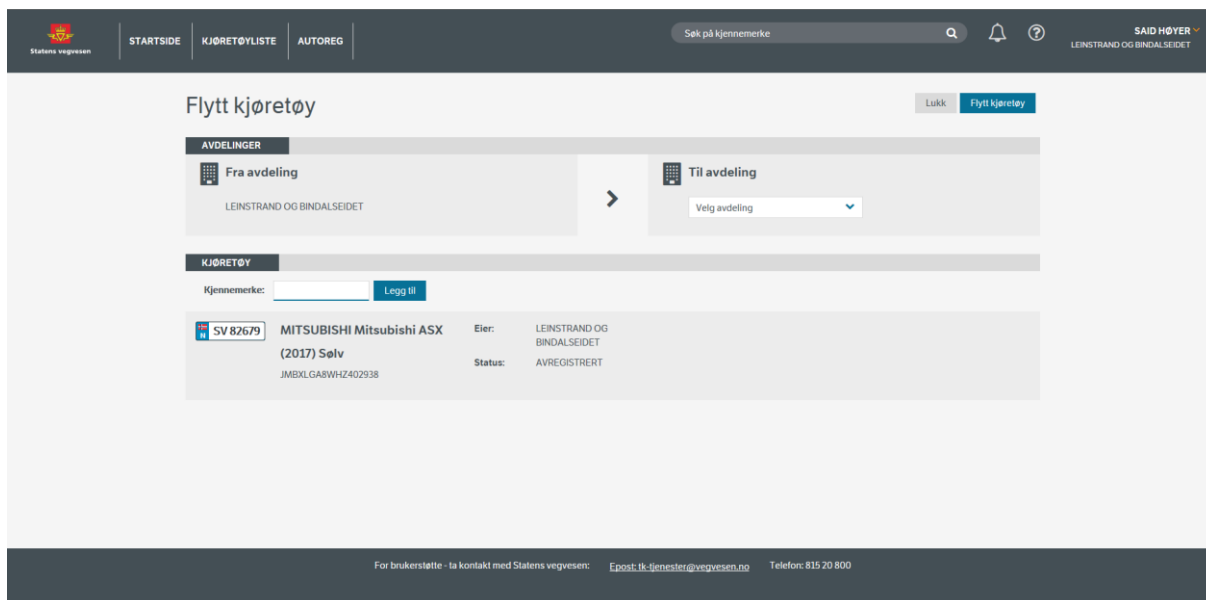 Statens vegvesen
STARTSIDE
KJØRETØYLISTE
AUTOREG
Søk på kjennemerke
SAID HØYER
LEINSTRAND OG BINDALSEIDET
Flytt kjøretøy
Lukk
Flytt kjøretøy
AVDELINGER
Fra avdeling
LEINSTRAND OG BINDALSEIDET
Til avdeling
Velg avdeling
KJØRETØY
Kjennemerke:
Legg til
N
SV 82679
MITSUBISHI Mitsubishi ASX
(2017) Sølv
JMBXLGA8WHZ402938
Eier:
LEINSTRAND OG
BINDALSEIDET
Status:
AVREGISTRERT
For brukerstøtte - ta kontakt med Statens vegvesen:
Epost: tk-tjenester@vegvesen.no
Telefon: 815 20 800